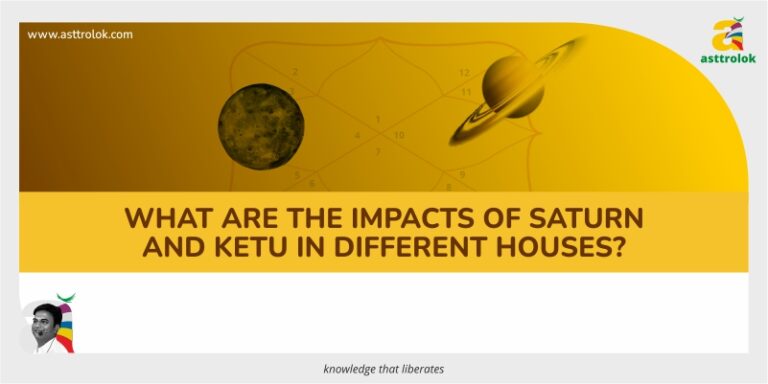 www.asttrolok.com
asttrolok
2
12
11
1
4
10
7
5
6
9
8
WHAT ARE THE IMPACTS OF SATURN
AND KETU IN DIFFERENT HOUSES?
knowledge that liberates